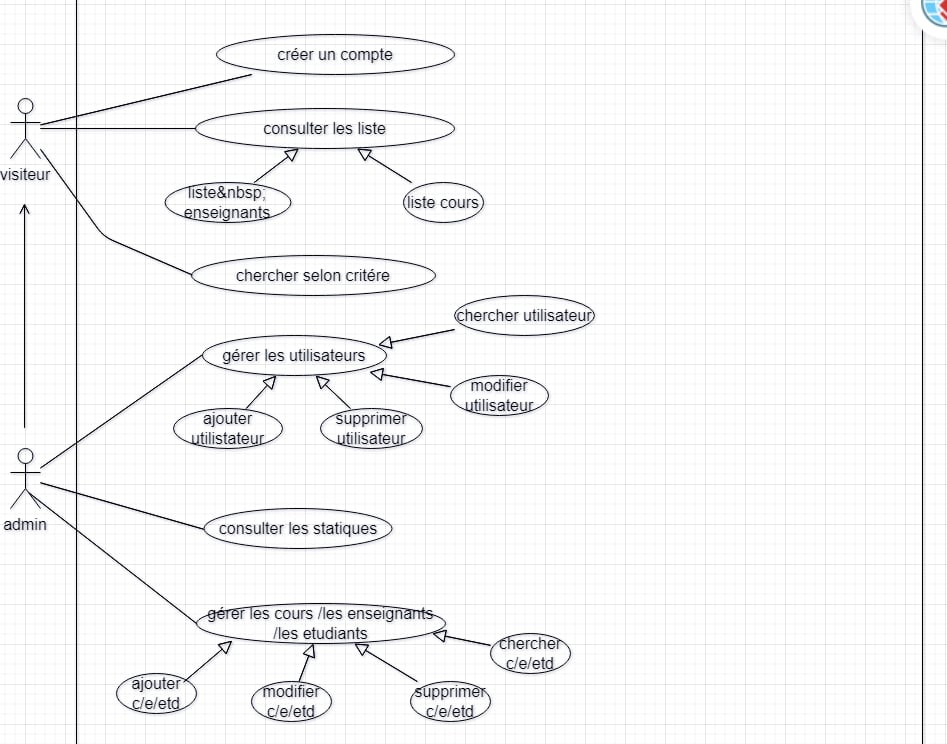 créer un compte
consulter les liste
visiteur
liste&nbsp;
enseignants
liste cours
chercher selon critére
chercher utilisateur
gérer les utilisateurs
modifier
utilisateur
ajouter
utilistateur
supprimer
utilisateur
admin
consulter les statiques
gérer les cours /les enseignants
/les etudiants
chercher
c/e/etd
ajouter
c/e/etd
modifier
c/e/etd
supprimer
c/e/etd